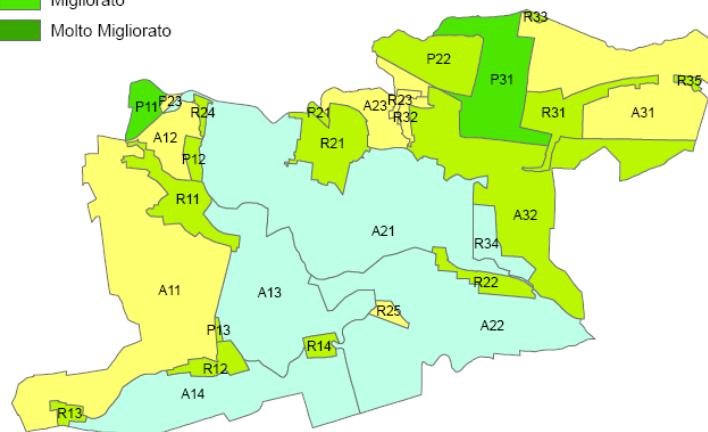 Migliorato
Molto Migliorato
R33
P22
P31
R35
P11
P23
R24
P21
A23
R23
R32
R31
A31
A12
R21
P12
R11
A32
A21
R34
A11
A13
R22
R25
A22
P13
R14
R12
A14
R13